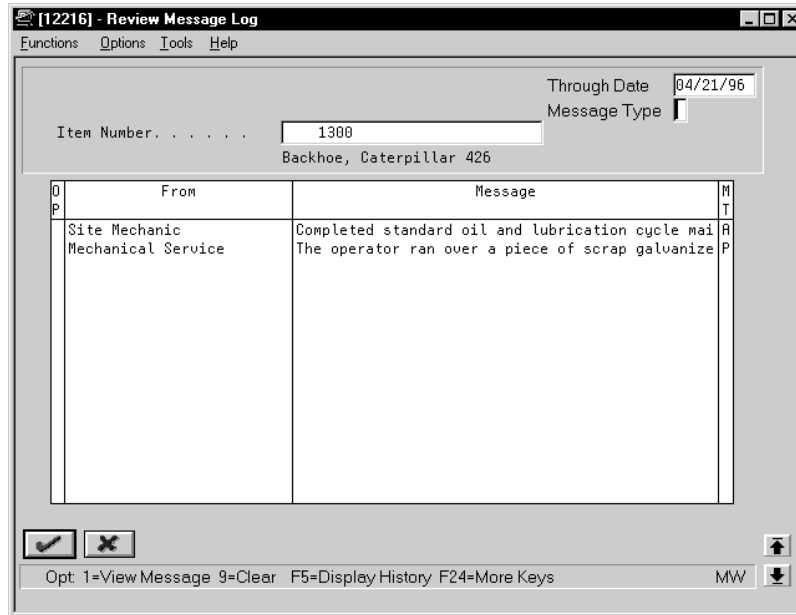 [12216] - Review Message Log
Functions Options Tools Help
Through Date 04/21/96
Message Type
Item Number. . . . . . 1300
Backhoe, Caterpillar 426
O P From Message M T
Site Mechanic Completed standard oil and lubrication cycle mai A
Mechanical Service The operator ran over a piece of scrap galvanize P
Opt: 1=View Message 9=Clear F5=Display History F24=More Keys MW